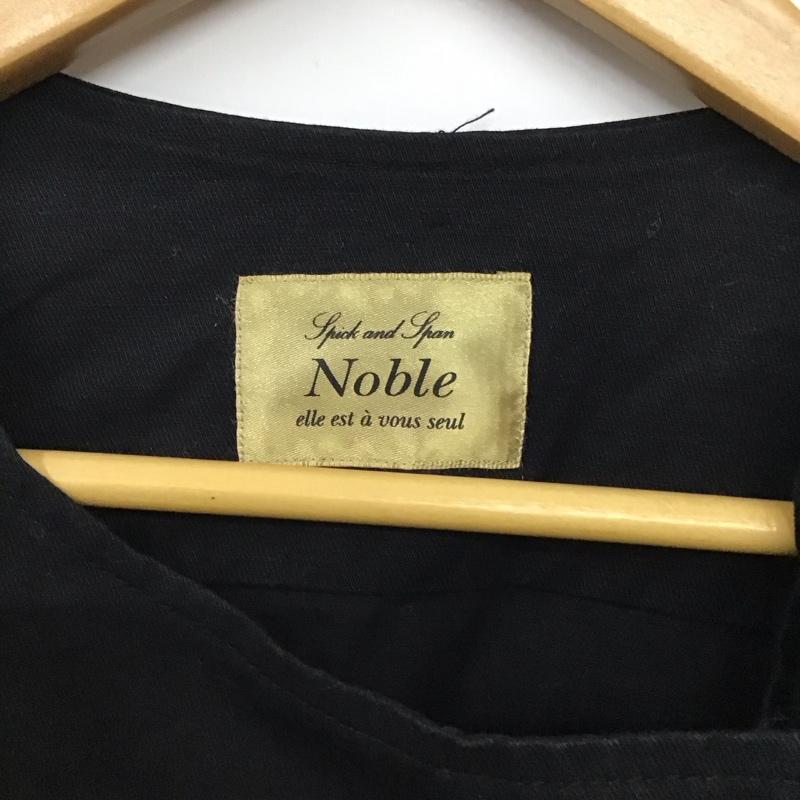 Spick and Span
Noble
elle est à vous seul